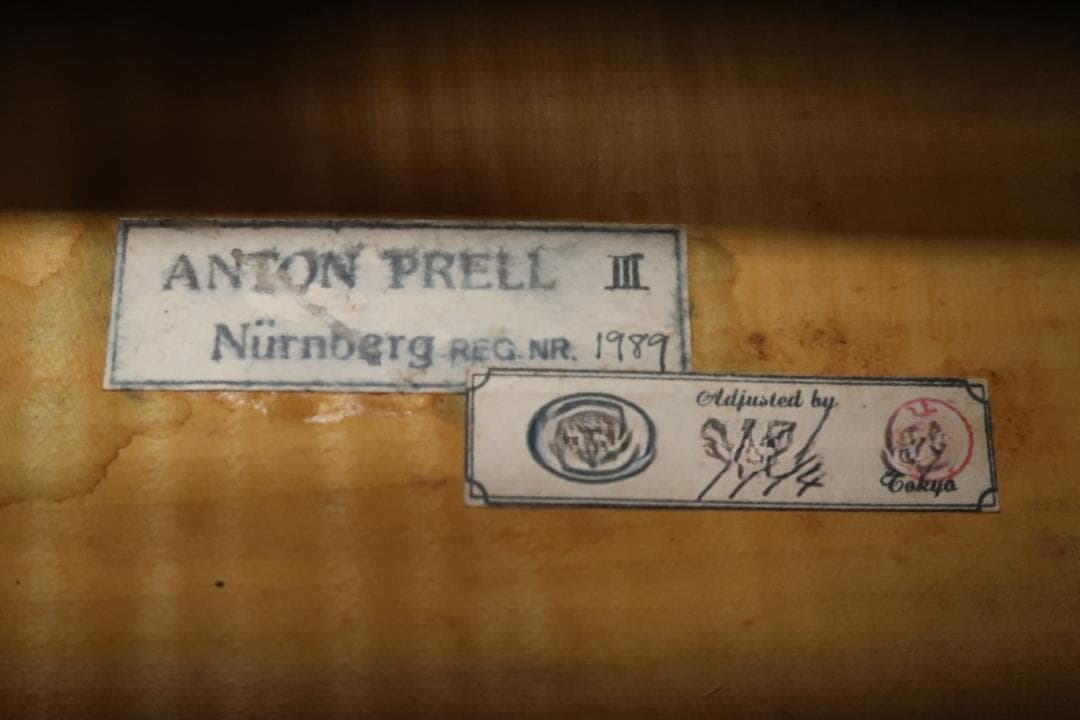 ANTON PRELL III
Nürnberg REG. NR. 1989
Adjusted by
Tokyo